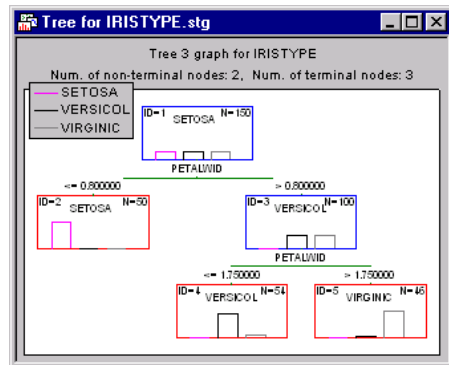 Tree for IRISTYPE.stg
Tree 3 graph for IRISTYPE
Num. of non-terminal nodes: 2, Num. of terminal nodes: 3
SETOSA
VERSICOL
VIRGINIC
ID=1 SETOSA N=150
PETALWID
<= 0.800000 > 0.800000
ID=2 SETOSA N=50
ID=3 VERSICOL N=100
PETALWID
<= 1.750000 > 1.750000
ID=4 VERSICOL N=54
ID=5 VIRGINIC N=46